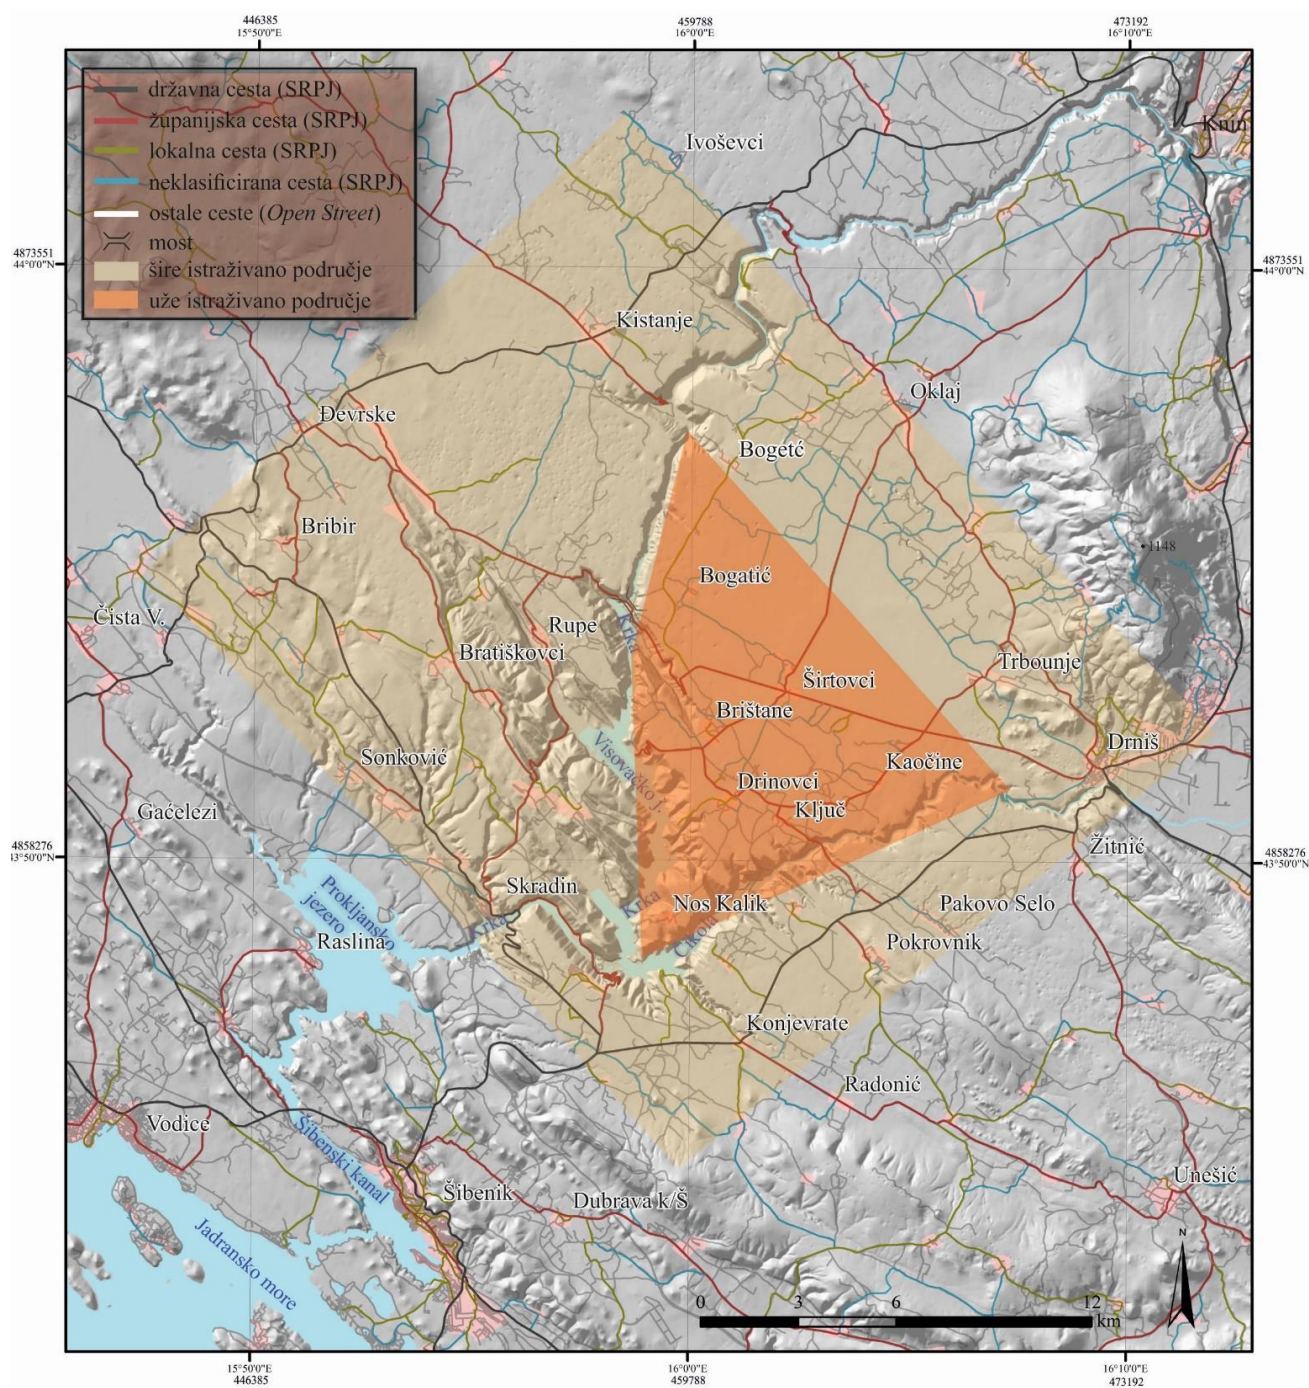 446385
15°50'0"E
459788
16°0'0"E
473192
16°10'0"E
državna cesta (SRPJ)
županijska cesta (SRPJ)
lokalna cesta (SRPJ)
neklasificirana cesta (SRPJ)
ostale ceste (Open Street)
most
šire istraživano područje
uže istraživano područje
Knin
Ivoševci
4873551
44°0'0"N
4873551
44°0'0"N
Kistanje
Oklaj
Đevrske
Bogetć
Bribir
1148
Bogatić
Čista V.
Rupe
Krka
Bratiškovci
Trbounje
Širtovci
Brištane
Visovačko j.
Drniš
Sonković
Kaočine
Drinovci
Ključ
Gaćelezi
4858276
43°50'0"N
Žitnić
4858276
43°50'0"N
Skradin
Prokljansko
jezero
Krka
Nos Kalik
Pakovo Selo
Krka
Čikola
Raslina
Pokrovnik
Konjevrate
Radonić
Vodice
Šibenski kanal
Unešić
Šibenik
Dubrava k/Š
Jadransko more
N
0 3 6 12
km
15°50'0"E
446385
16°0'0"E
459788
16°10'0"E
473192